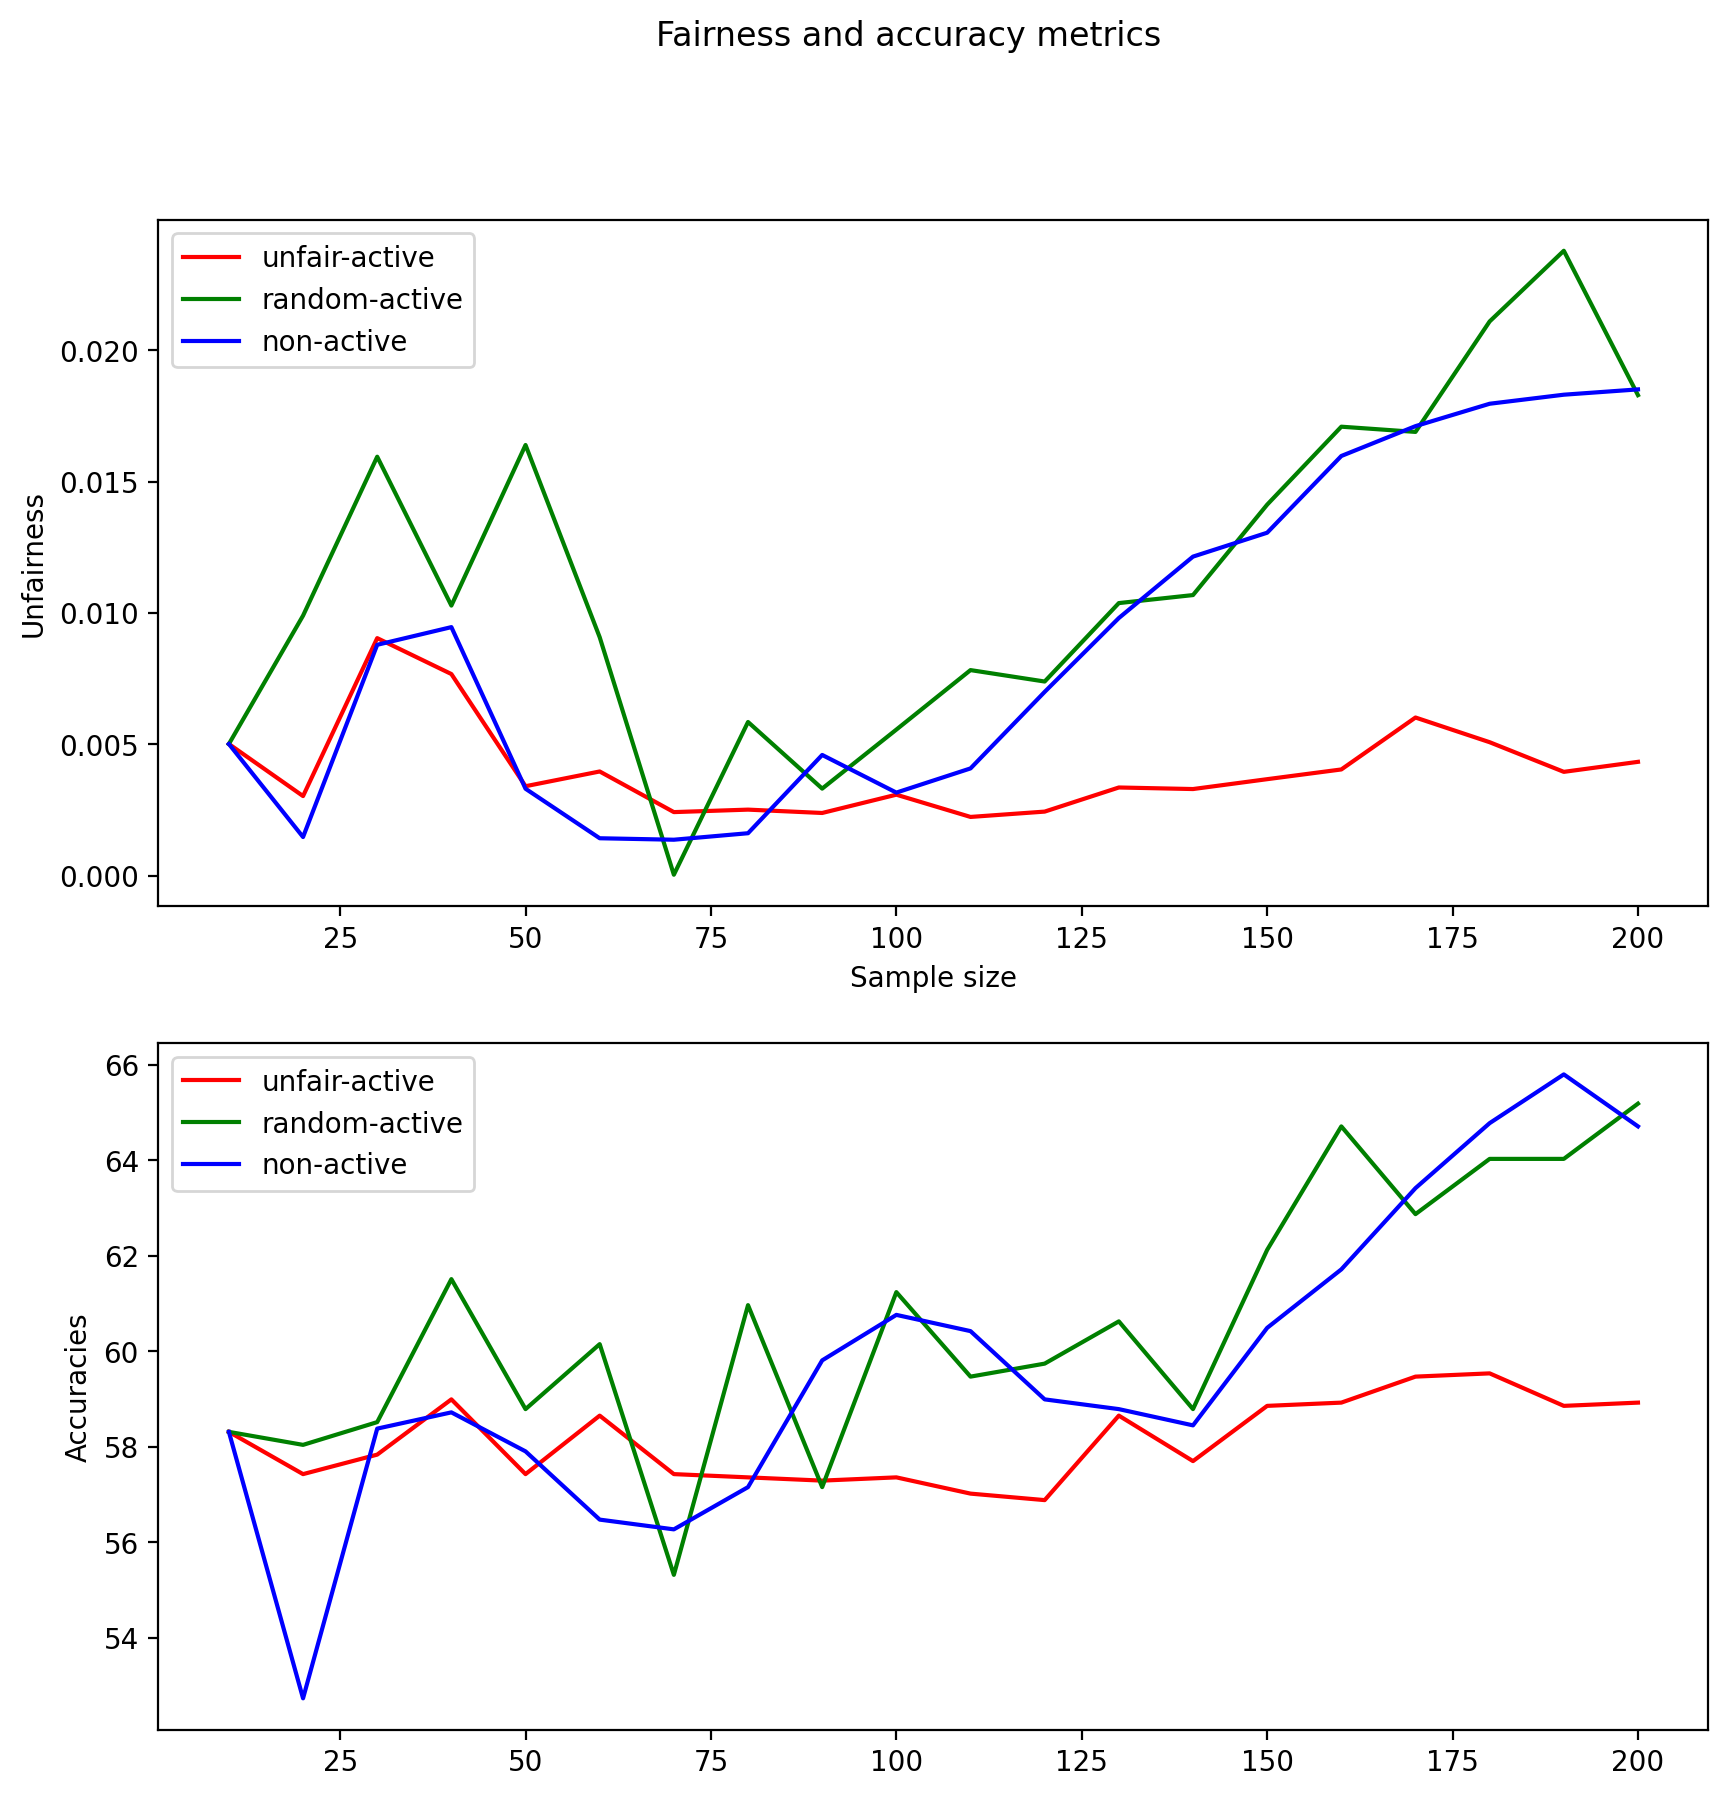 Fairness and accuracy metrics
unfair-active
random-active
non-active
0.020
0.015
0.010
0.005
0.000
Unfairness
25 50 75 100 125 150 175 200
Sample size
unfair-active
random-active
non-active
66
64
62
60
58
56
54
Accuracies
25 50 75 100 125 150 175 200